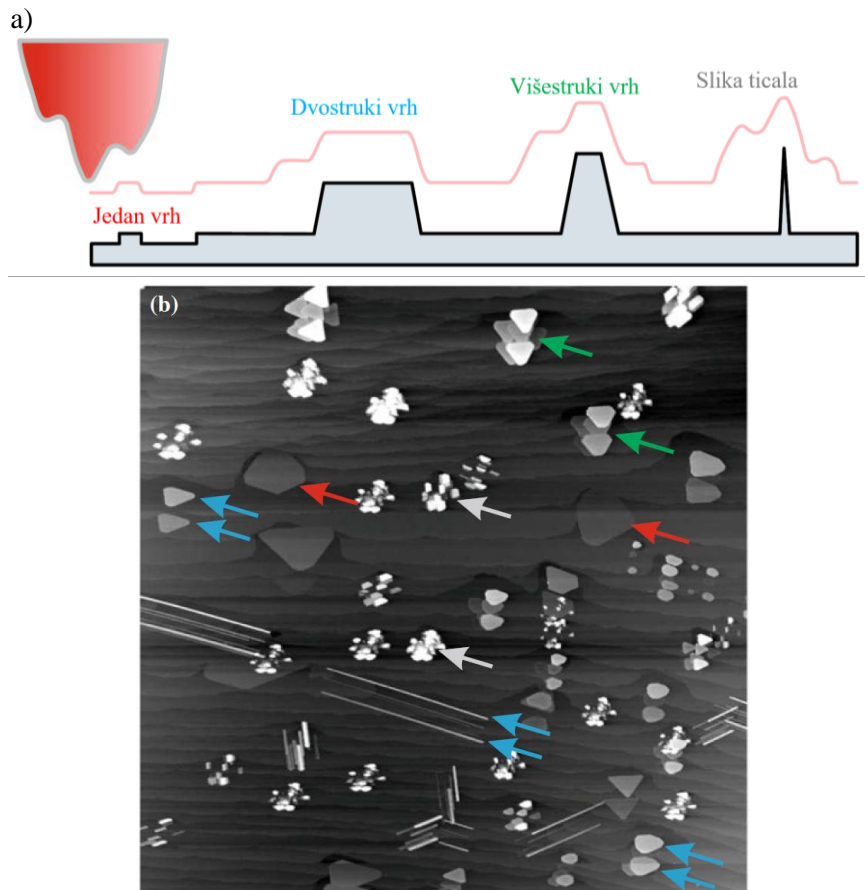 a)
Dvostruki vrh
Višestruki vrh
Slika ticala
Jedan vrh
(b)